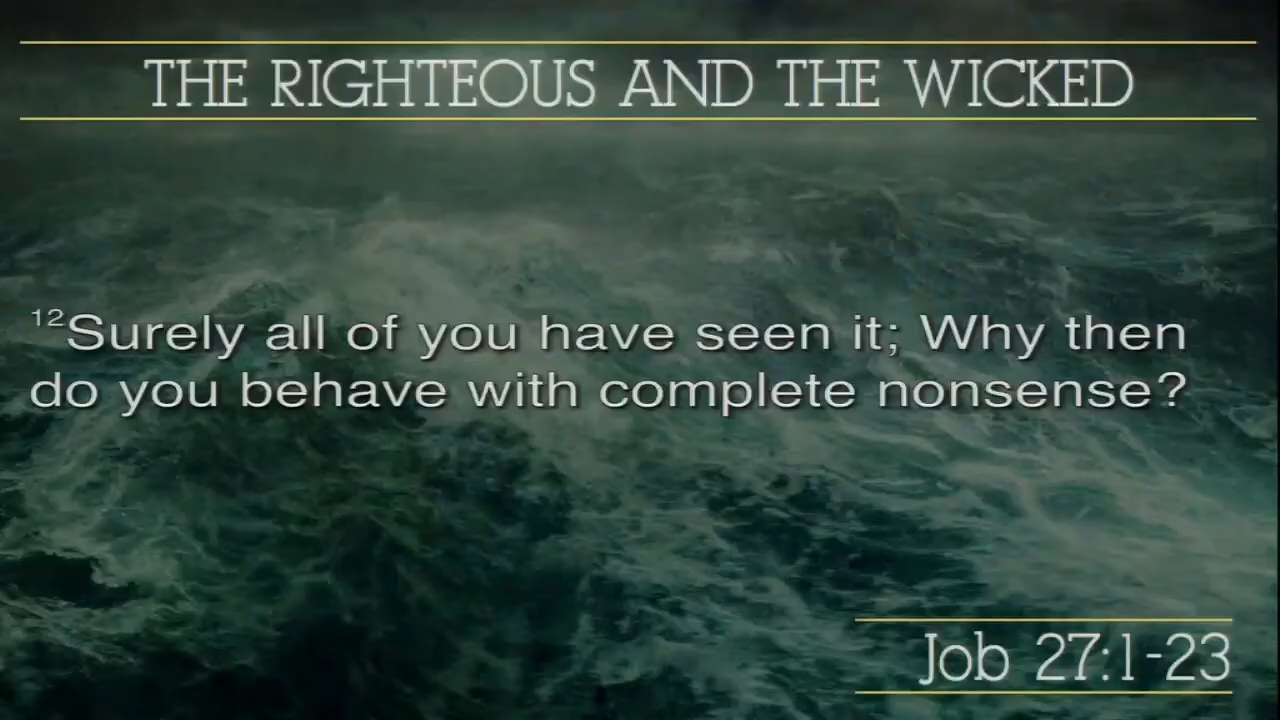 THE RIGHTEOUS AND THE WICKED
12Surely all of you have seen it; Why then
do you behave with complete nonsense?
Job 27:1-23